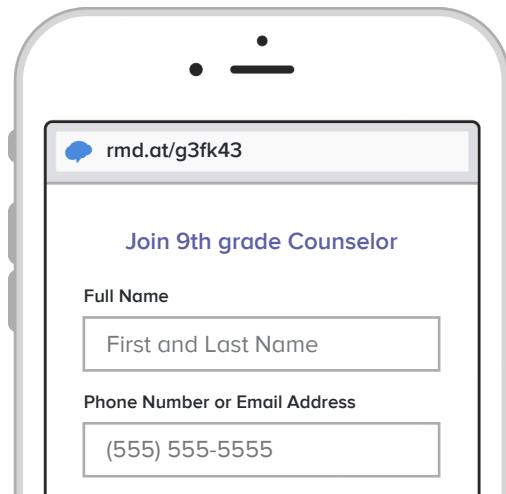 rmd.at/g3fk43
Join 9th grade Counselor
Full Name
First and Last Name
Phone Number or Email Address
(555) 555-5555